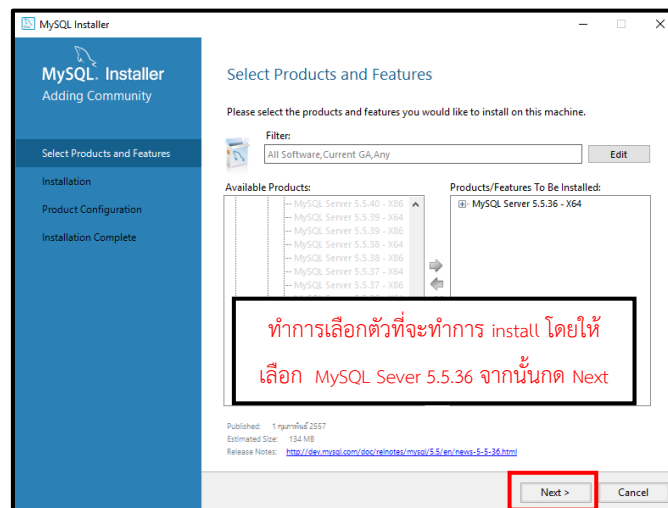 MySQL Installer
MySQL. Installer
Adding Community
Select Products and Features
Installation
Product Configuration
Installation Complete
Select Products and Features
Please select the products and features you would like to install on this machine.
Filter:
All Software,Current GA,Any
Edit
Available Products:
MySQL Server 5.5.40 - X86
MySQL Server 5.5.39 - X64
MySQL Server 5.5.39 - X86
MySQL Server 5.5.38 - X64
MySQL Server 5.5.38 - X86
MySQL Server 5.5.37 - X64
MySQL Server 5.5.37 - X86
Products/Features To Be Installed:
MySQL Server 5.5.36 - X64
ทำการเลือกตัวที่จะทำการ install โดยให้
เลือก MySQL Sever 5.5.36 จากนั้นกด Next
Published: 1 กุมภาพันธ์ 2557
Estimated Size: 134 MB
Release Notes: http://dev.mysql.com/doc/relnotes/mysql/5.5/en/news-5-5-36.html
Next >
Cancel